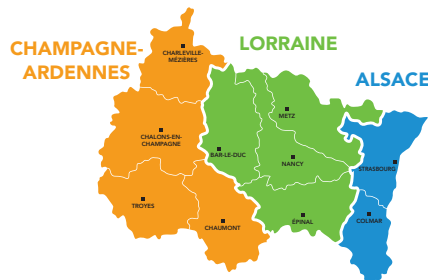 CHAMPAGNE-
ARDENNES
LORRAINE
ALSACE
CHARLEVILLE-
MÉZIÈRES
CHALONS-EN-
CHAMPAGNE
TROYES
CHAUMONT
BAR-LE-DUC
METZ
NANCY
ÉPINAL
STRASBOURG
COLMAR